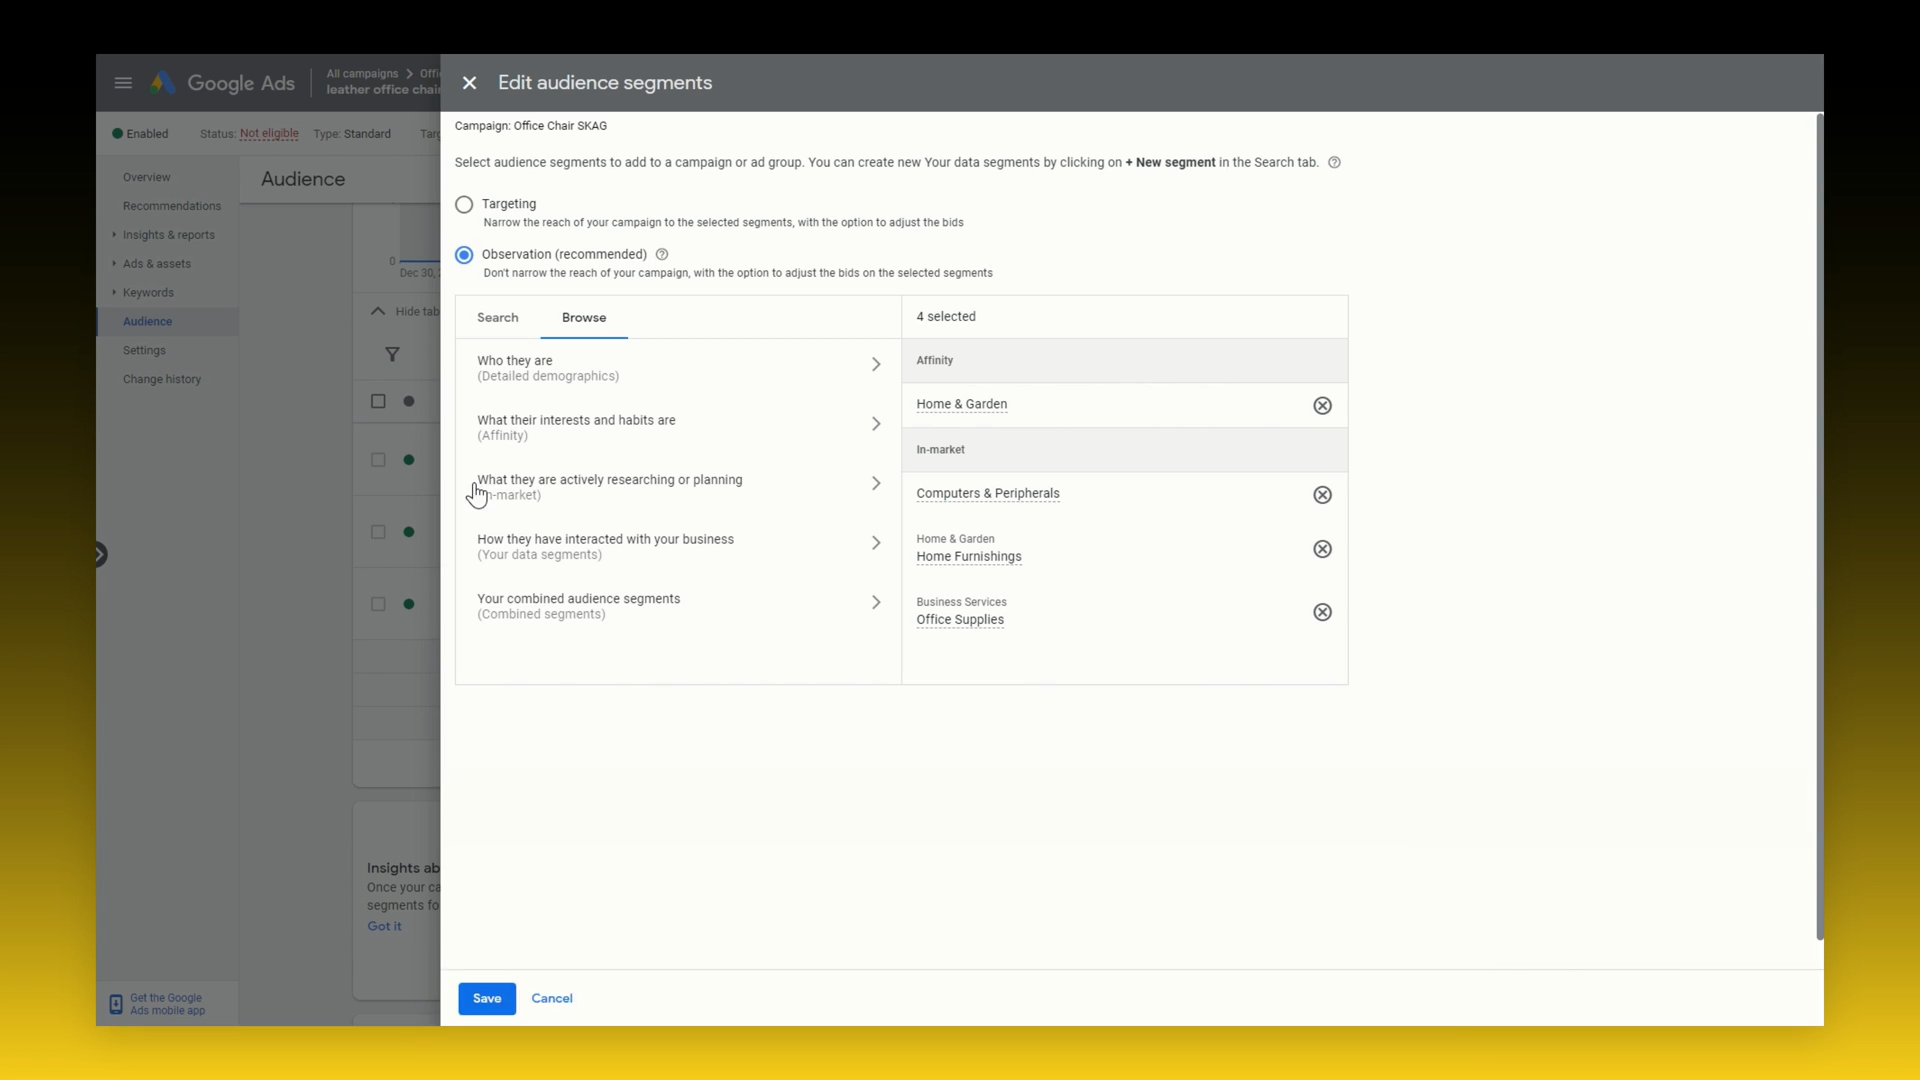 Google Ads
All campaigns > Offi
leather office chair
Edit audience segments
Enabled
Status: Not eligible
Type: Standard
Targ
Overview
Recommendations
Insights & reports
Ads & assets
Keywords
Audience
Settings
Change history
Get the Google
Ads mobile app
Audience
0
Dec 30,
Hide tab
Insights ab
Once your ca
segments fo
Got it
Campaign: Office Chair SKAG
Select audience segments to add to a campaign or ad group. You can create new Your data segments by clicking on + New segment in the Search tab.
Targeting
Narrow the reach of your campaign to the selected segments, with the option to adjust the bids
Observation (recommended)
Don't narrow the reach of your campaign, with the option to adjust the bids on the selected segments
Search
Browse
Who they are
(Detailed demographics)
What their interests and habits are
(Affinity)
What they are actively researching or planning
n-market)
How they have interacted with your business
(Your data segments)
Your combined audience segments
(Combined segments)
4 selected
Affinity
Home & Garden
In-market
Computers & Peripherals
Home & Garden
Home Furnishings
Business Services
Office Supplies
Save
Cancel